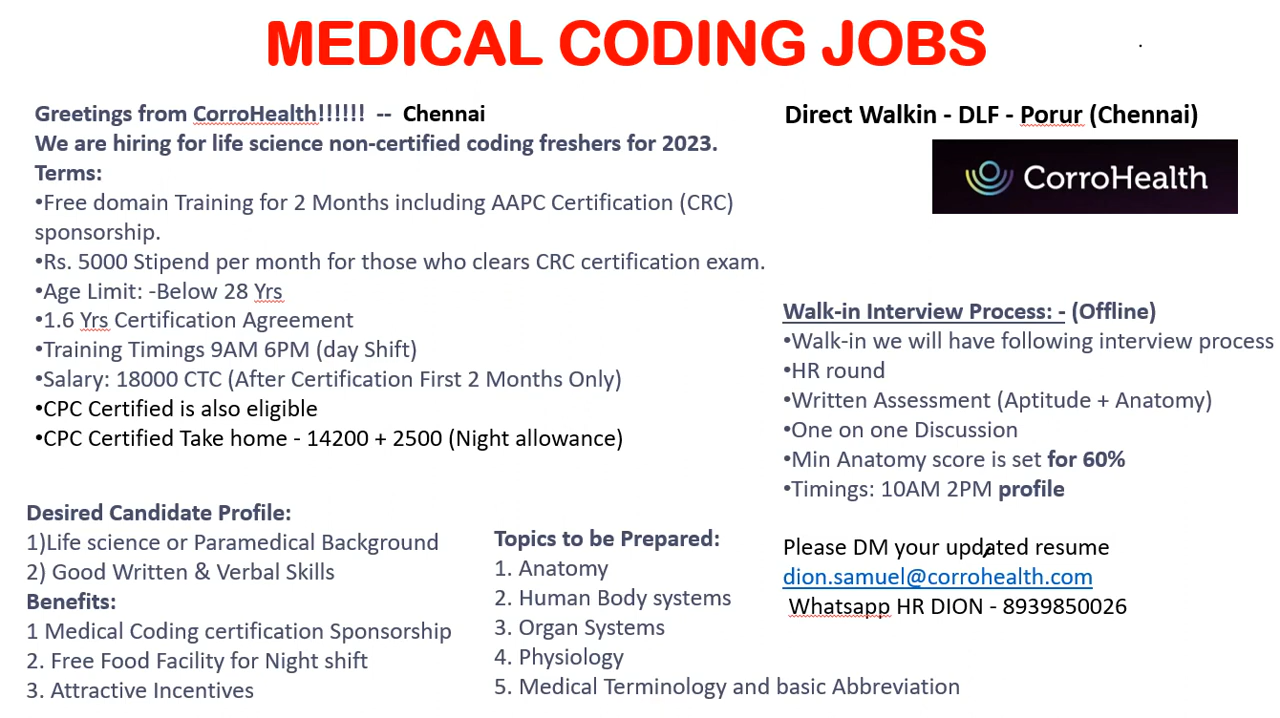 MEDICAL CODING JOBS
Greetings from CorroHealth!!!!!! -- Chennai
We are hiring for life science non-certified coding freshers for 2023.
Terms:
•Free domain Training for 2 Months including AAPC Certification (CRC)
sponsorship.
•Rs. 5000 Stipend per month for those who clears CRC certification exam.
•Age Limit: -Below 28 Yrs
•1.6 Yrs Certification Agreement
•Training Timings 9AM 6PM (day Shift)
•Salary: 18000 CTC (After Certification First 2 Months Only)
•CPC Certified is also eligible
•CPC Certified Take home - 14200 + 2500 (Night allowance)
Desired Candidate Profile:
1)Life science or Paramedical Background
2) Good Written & Verbal Skills
Benefits:
1 Medical Coding certification Sponsorship
2. Free Food Facility for Night shift
3. Attractive Incentives
Topics to be Prepared:
1. Anatomy
2. Human Body systems
3. Organ Systems
4. Physiology
5. Medical Terminology and basic Abbreviation
Direct Walkin - DLF - Porur (Chennai)
CorroHealth
Walk-in Interview Process: - (Offline)
•Walk-in we will have following interview process
•HR round
•Written Assessment (Aptitude + Anatomy)
•One on one Discussion
•Min Anatomy score is set for 60%
•Timings: 10AM 2PM profile
Please DM your updated resume
dion.samuel@corrohealth.com
Whatsapp HR DION - 8939850026